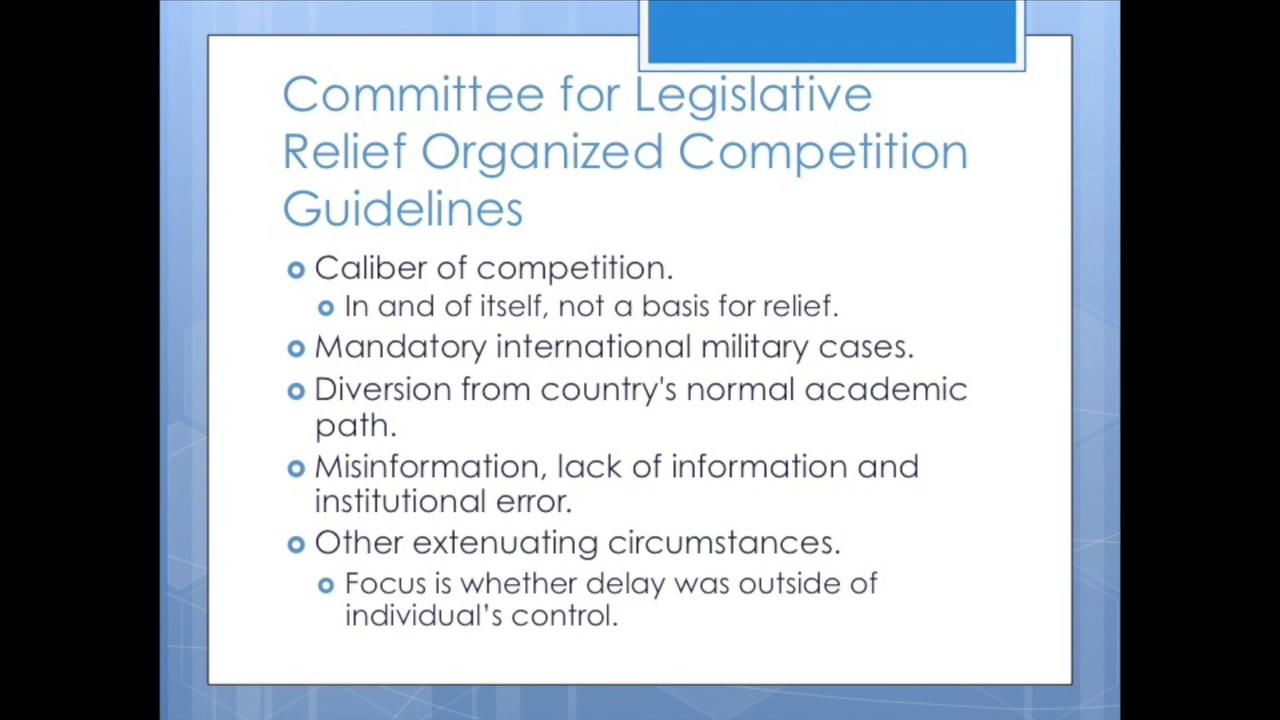 Committee for Legislative
Relief Organized Competition
Guidelines
Caliber of competition.
In and of itself, not a basis for relief.
Mandatory international military cases.
Diversion from country's normal academic
path.
Misinformation, lack of information and
institutional error.
Other extenuating circumstances.
Focus is whether delay was outside of
individual’s control.